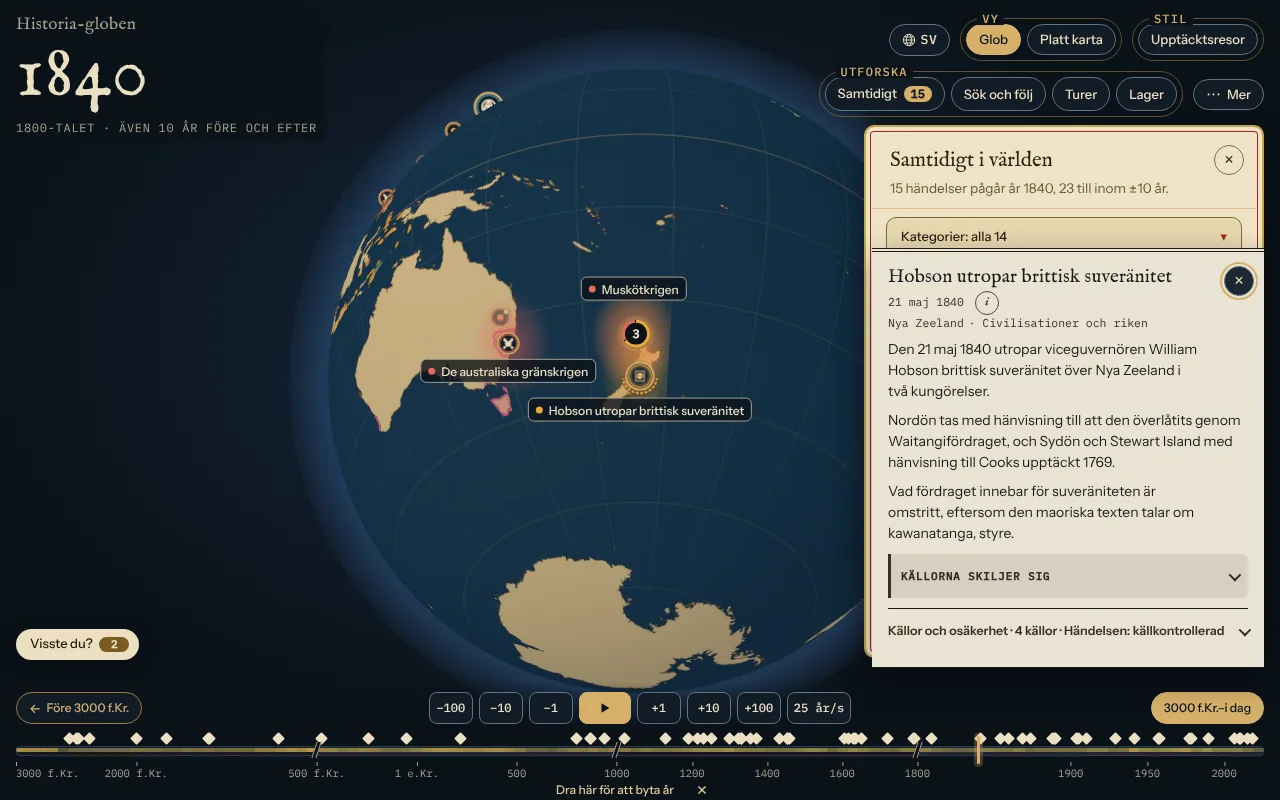 Historia-globen
1840
1800-TALET · ÄVEN 10 ÅR FÖRE OCH EFTER
SV
VY
Glob
Platt karta
STIL
Upptäcktsresor
UTFORSKA
Samtidigt 15
Sök och följ
Turer
Lager
··· Mer
Samtidigt i världen
15 händelser pågår år 1840, 23 till inom ±10 år.
Kategorier: alla 14
Hobson utropar brittisk suveränitet
21 maj 1840 i
Nya Zeeland · Civilisationer och riken
Den 21 maj 1840 utropar viceguvernören William
Hobson brittisk suveränitet över Nya Zeeland i
två kungörelser.
Nordön tas med hänvisning till att den överlåtits genom
Waitangifördraget, och Sydön och Stewart Island med
hänvisning till Cooks upptäckt 1769.
Vad fördraget innebar för suveräniteten är
omstritt, eftersom den maoriska texten talar om
kawanatanga, styre.
KÄLLORNA SKILJER SIG
Källor och osäkerhet · 4 källor · Händelsen: källkontrollerad
Muskötkrigen
3
De australiska gränskrigen
Hobson utropar brittisk suveränitet
Visste du? 2
← Före 3000 f.Kr.
−100
−10
−1
+1
+10
+100
25 år/s
3000 f.Kr.–i dag
3000 f.Kr.
2000 f.Kr.
500 f.Kr.
1 e.Kr.
500
1000
1200
1400
1600
1800
1900
1950
2000
Dra här för att byta år ✕